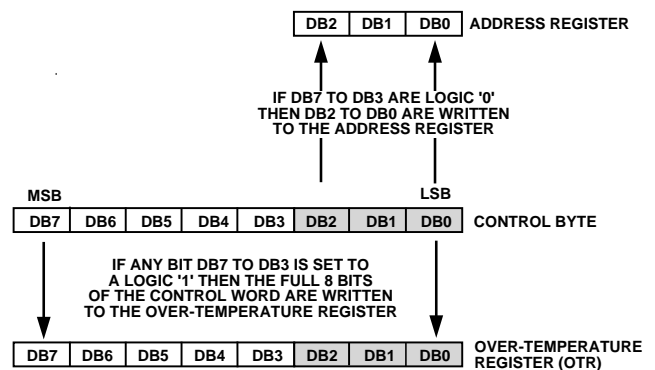 DB2 DB1 DB0 ADDRESS REGISTER
IF DB7 TO DB3 ARE LOGIC '0'
THEN DB2 TO DB0 ARE WRITTEN
TO THE ADDRESS REGISTER
MSB LSB
DB7 DB6 DB5 DB4 DB3 DB2 DB1 DB0 CONTROL BYTE
IF ANY BIT DB7 TO DB3 IS SET TO
A LOGIC '1' THEN THE FULL 8 BITS
OF THE CONTROL WORD ARE WRITTEN
TO THE OVER-TEMPERATURE REGISTER
DB7 DB6 DB5 DB4 DB3 DB2 DB1 DB0 OVER-TEMPERATURE
REGISTER (OTR)